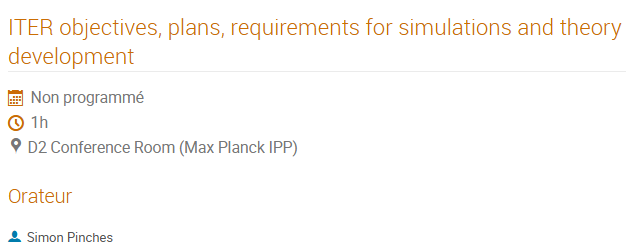 ITER objectives, plans, requirements for simulations and theory
development
Non programmé
1h
D2 Conference Room (Max Planck IPP)
Orateur
Simon Pinches